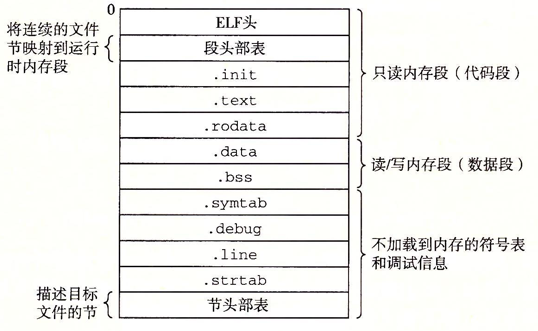 0
将连续的文件
节映射到运行
时内存段
ELF头
段头部表
.init
.text
.rodata
只读内存段（代码段）
.data
.bss
读/写内存段（数据段）
.symtab
.debug
.line
.strtab
不加载到内存的符号表
和调试信息
描述目标
文件的节
节头部表